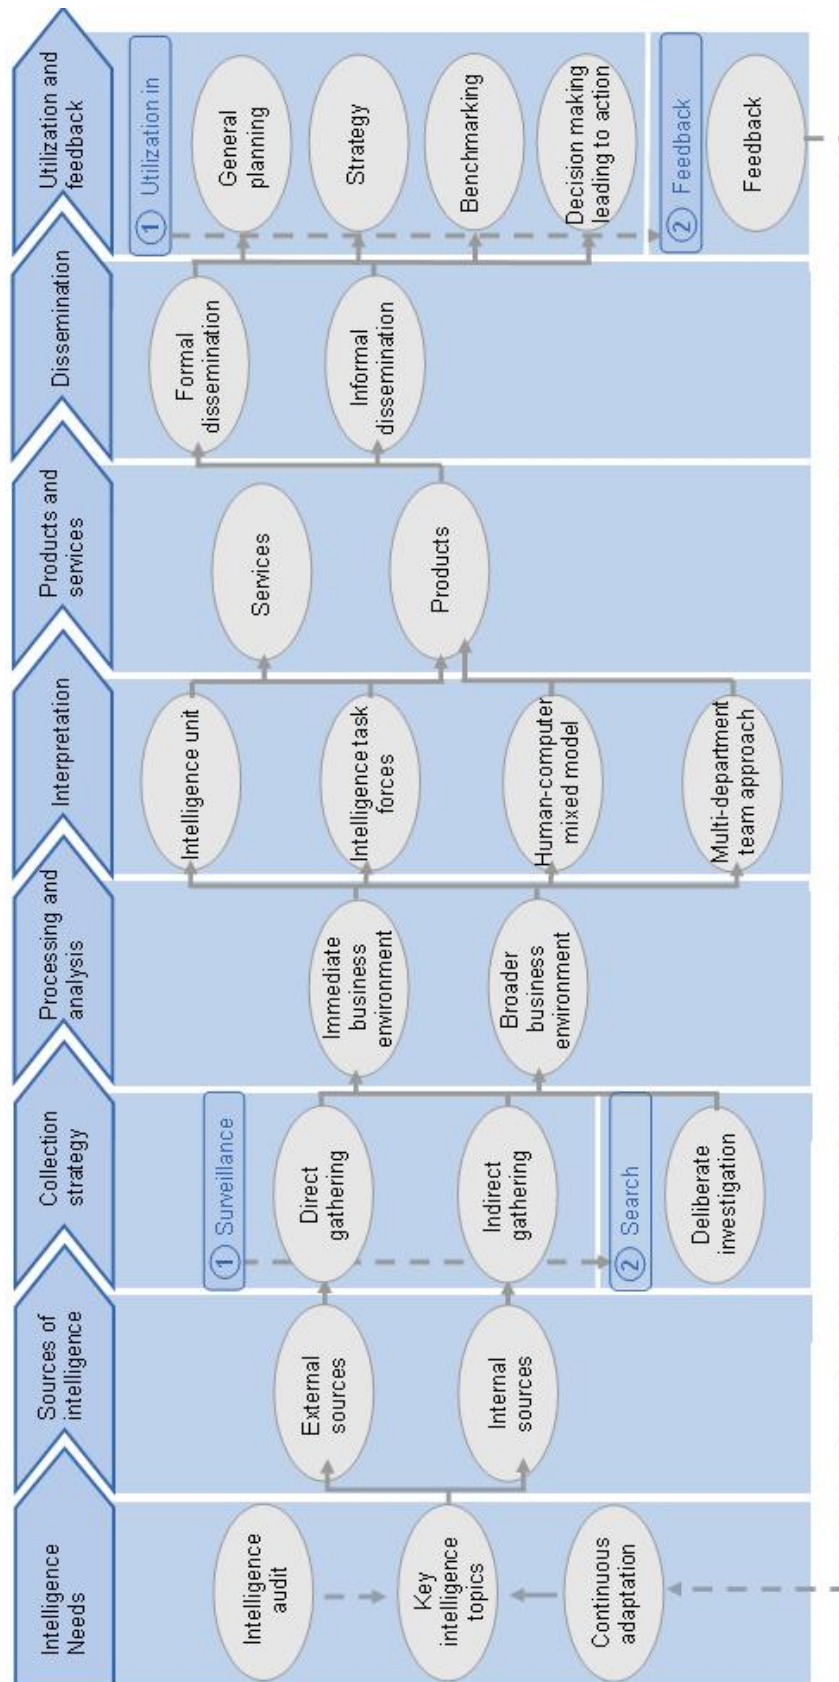 Intelligence
Needs
Sources of
intelligence
Collection
strategy
Processing and
analysis
Interpretation
Products and
services
Dissemination
Utilization and
feedback
Intelligence
audit
Key
intelligence
topics
Continuous
adaptation
External
sources
Internal
sources
1 Surveillance
Direct
gathering
Indirect
gathering
2 Search
Deliberate
investigation
Immediate
business
environment
Broader
business
environment
Intelligence unit
Intelligence task
forces
Human-computer
mixed model
Multi-department
team approach
Services
Products
Formal
dissemination
Informal
dissemination
1 Utilization in
General
planning
Strategy
Benchmarking
Decision making
leading to action
2 Feedback
Feedback